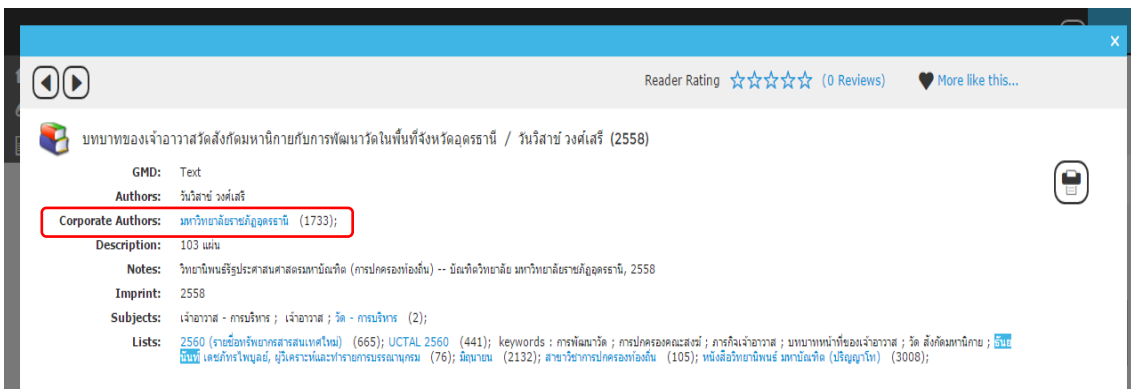 x
Reader Rating (0 Reviews) More like this...
บทบาทของเจ้าอาวาสวัดสังกัดมหานิกายกับการพัฒนาวัดในพื้นที่จังหวัดอุดรธานี / วันวิสาข์ วงศ์เสรี (2558)
GMD: Text
Authors: วันวิสาข์ วงศ์เสรี
Corporate Authors: มหาวิทยาลัยราชภัฏอุดรธานี (1733);
Description: 103 แผ่น
Notes: วิทยานิพนธ์รัฐประศาสนศาสตรมหาบัณฑิต (การปกครองท้องถิ่น) -- บัณฑิตวิทยาลัย มหาวิทยาลัยราชภัฏอุดรธานี, 2558
Imprint: 2558
Subjects: เจ้าอาวาส - การบริหาร ; เจ้าอาวาส ; วัด - การบริหาร (2);
Lists: 2560 (รายชื่อทรัพยากรสารสนเทศใหม่) (665); UCTAL 2560 (441); keywords : การพัฒนาวัด ; การปกครองคณะสงฆ์ ; ภารกิจเจ้าอาวาส ; บทบาทหน้าที่ของเจ้าอาวาส ; วัด สังกัดมหานิกาย ; ธันย
นันท์ เดชภัทรไพบูลย์, ผู้วิเคราะห์และทำรายการบรรณานุกรม (76); มิถุนายน (2132); สาขาวิชาการปกครองท้องถิ่น (105); หนังสือวิทยานิพนธ์ มหาบัณฑิต (ปริญญาโท) (3008);